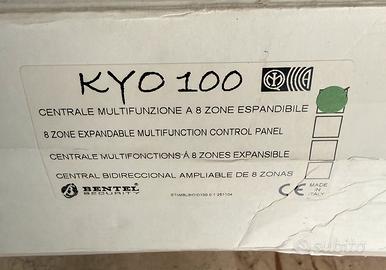 KYO 100
CENTRALE MULTIFUNZIONE A 8 ZONE ESPANDIBILE
8 ZONE EXPANDABLE MULTIFUNCTION CONTROL PANEL
CENTRALE MULTIFONCTIONS À 8 ZONES EXPANSIBLE
CENTRAL BIDIRECCIONAL AMPLIABLE DE 8 ZONAS
BENTEL
SECURITY
CE
MADE
IN
ITALY
subito